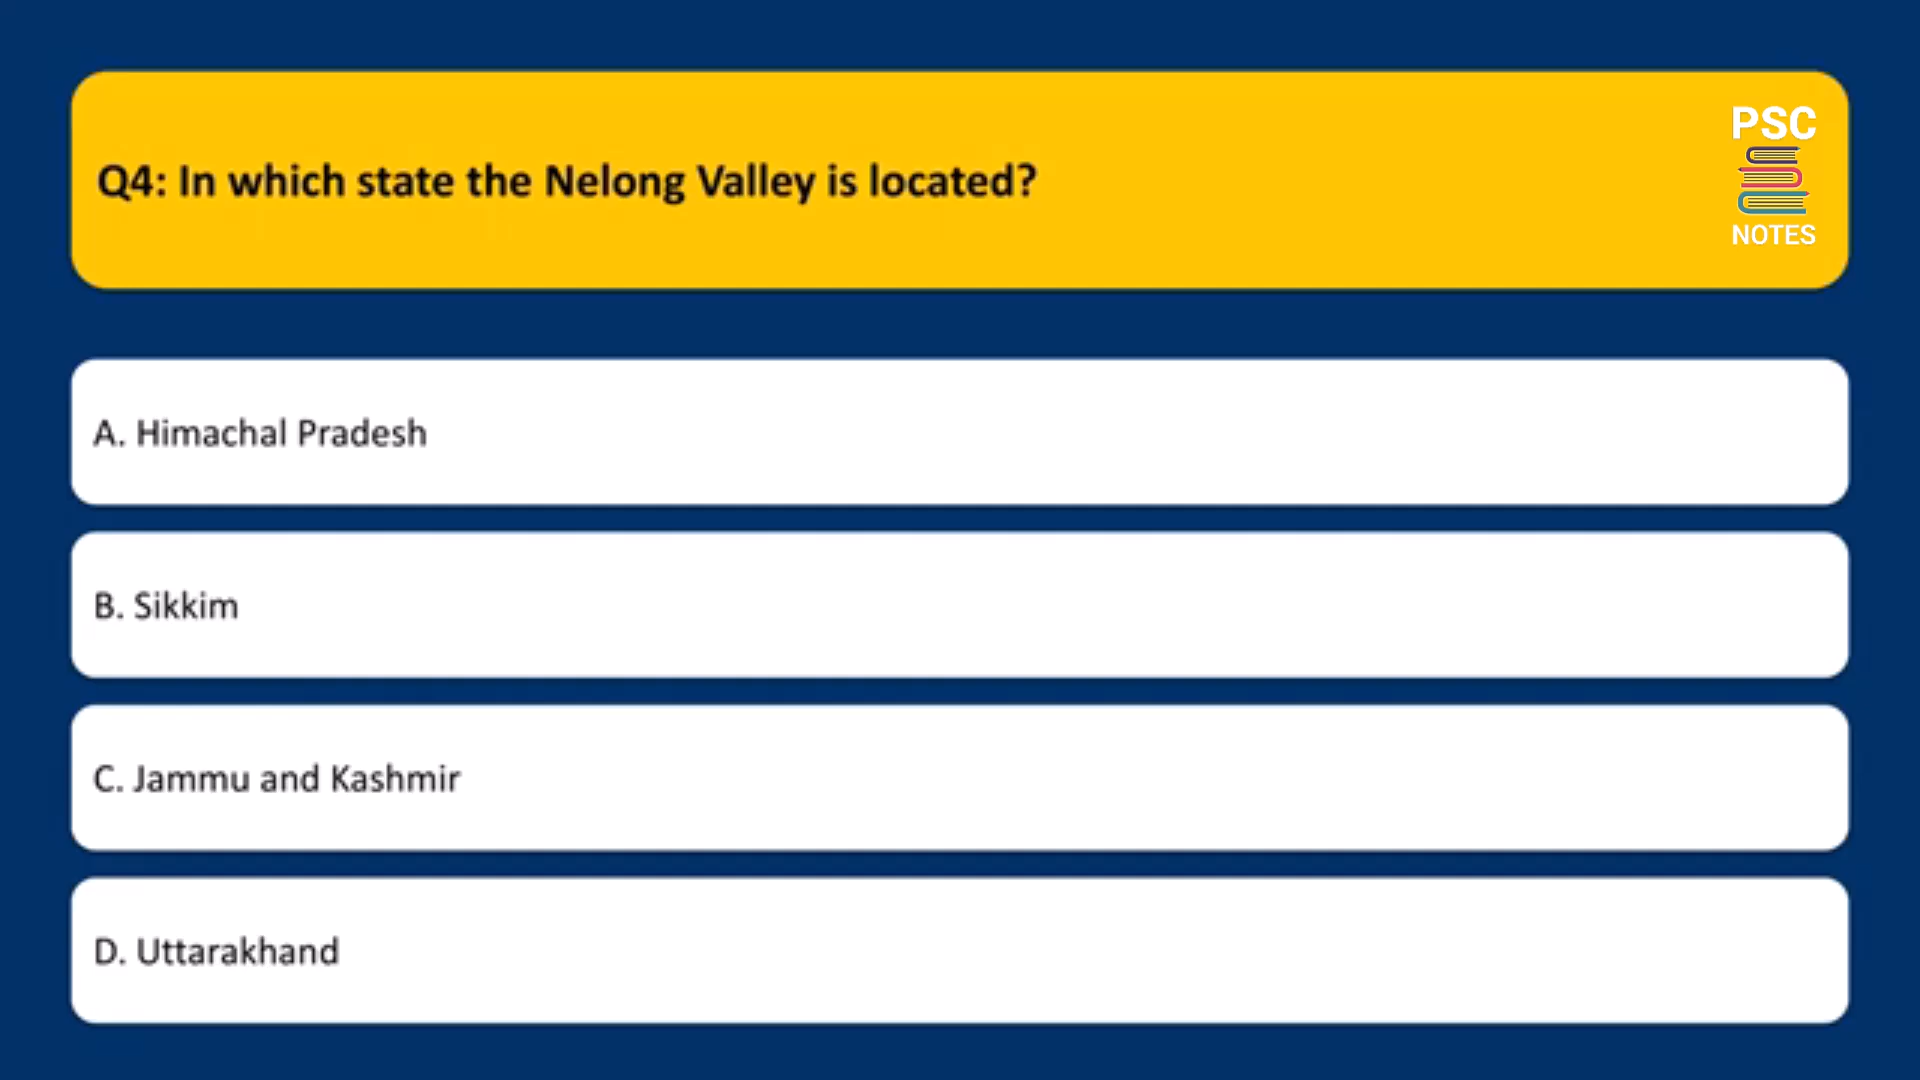 Q4: In which state the Nelong Valley is located?
PSC
NOTES
A. Himachal Pradesh
B. Sikkim
C. Jammu and Kashmir
D. Uttarakhand